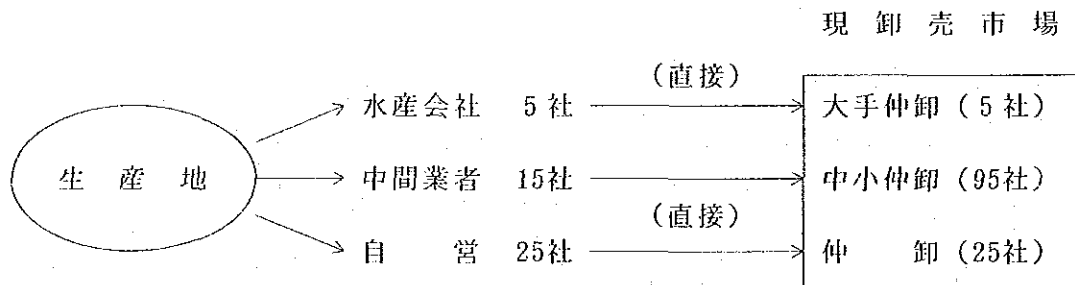 現卸売市場
(直接)
水産会社 5社 大手仲卸(5社)
生産地 中間業者 15社 中小仲卸(95社)
(直接)
自営 25社 仲卸(25社)